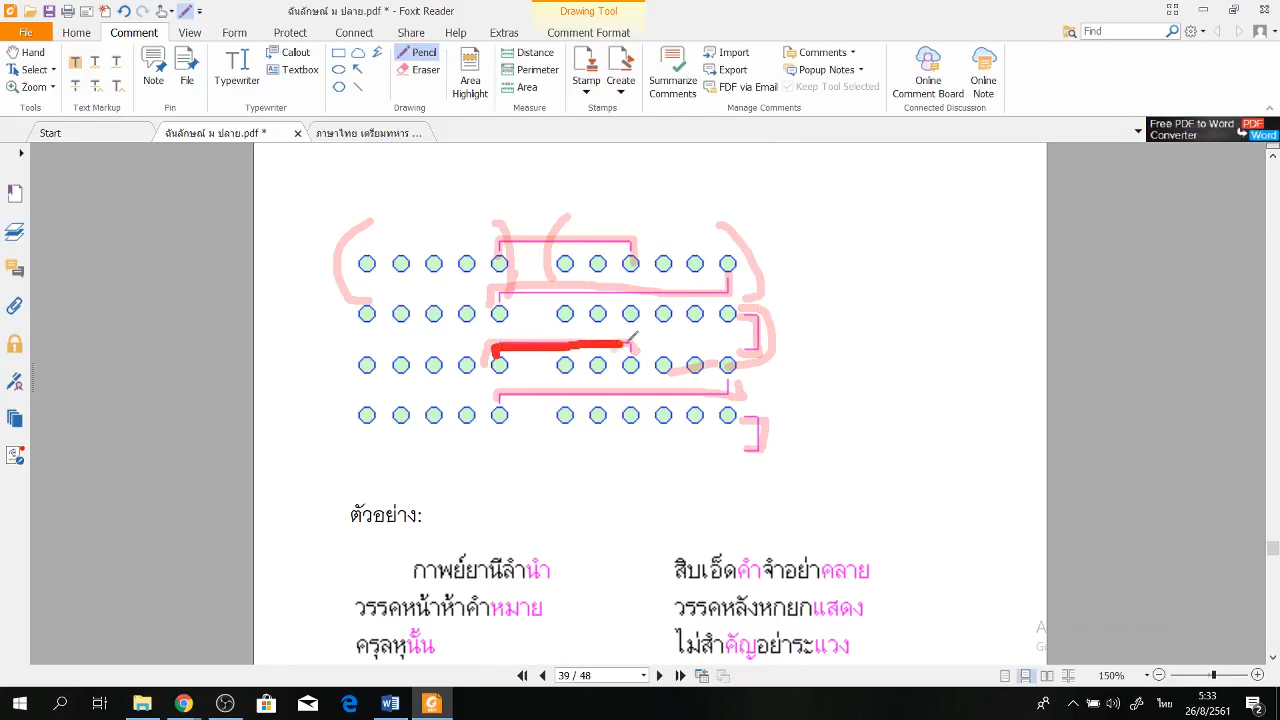 ฉันลักษณ์ ม ปลาย.pdf * - Foxit Reader
Drawing Tool
File
Home
Comment
View
Form
Protect
Connect
Share
Help
Extras
Comment Format
Find
Hand
Select
Zoom
Tools
Text Markup
Note
File
Pin
Typewriter
Callout
Textbox
Typewriter
Pencil
Eraser
Drawing
Area Highlight
Distance
Perimeter
Area
Measure
Stamp
Create
Stamps
Summarize Comments
Import
Export
FDF via Email
Comments
Popup Notes
Keep Tool Selected
Manage Comments
Online Comment Board
Online Note
Connected Discussion
Start
ฉันลักษณ์ ม ปลาย.pdf *
ภาษาไทย เตรียมทหาร ...
Free PDF to Word Converter
PDF
Word
ตัวอย่าง:
กาพย์ยานีลำนำ สิบเอ็ดคำจำอย่าคลาย
วรรคหน้าห้าคำหมาย วรรคหลังหกยกแสดง
ครุลหุนั้น ไม่สำคัญอย่าระแวง
39 / 48
150%
ไทย
5:33
26/8/2561
2